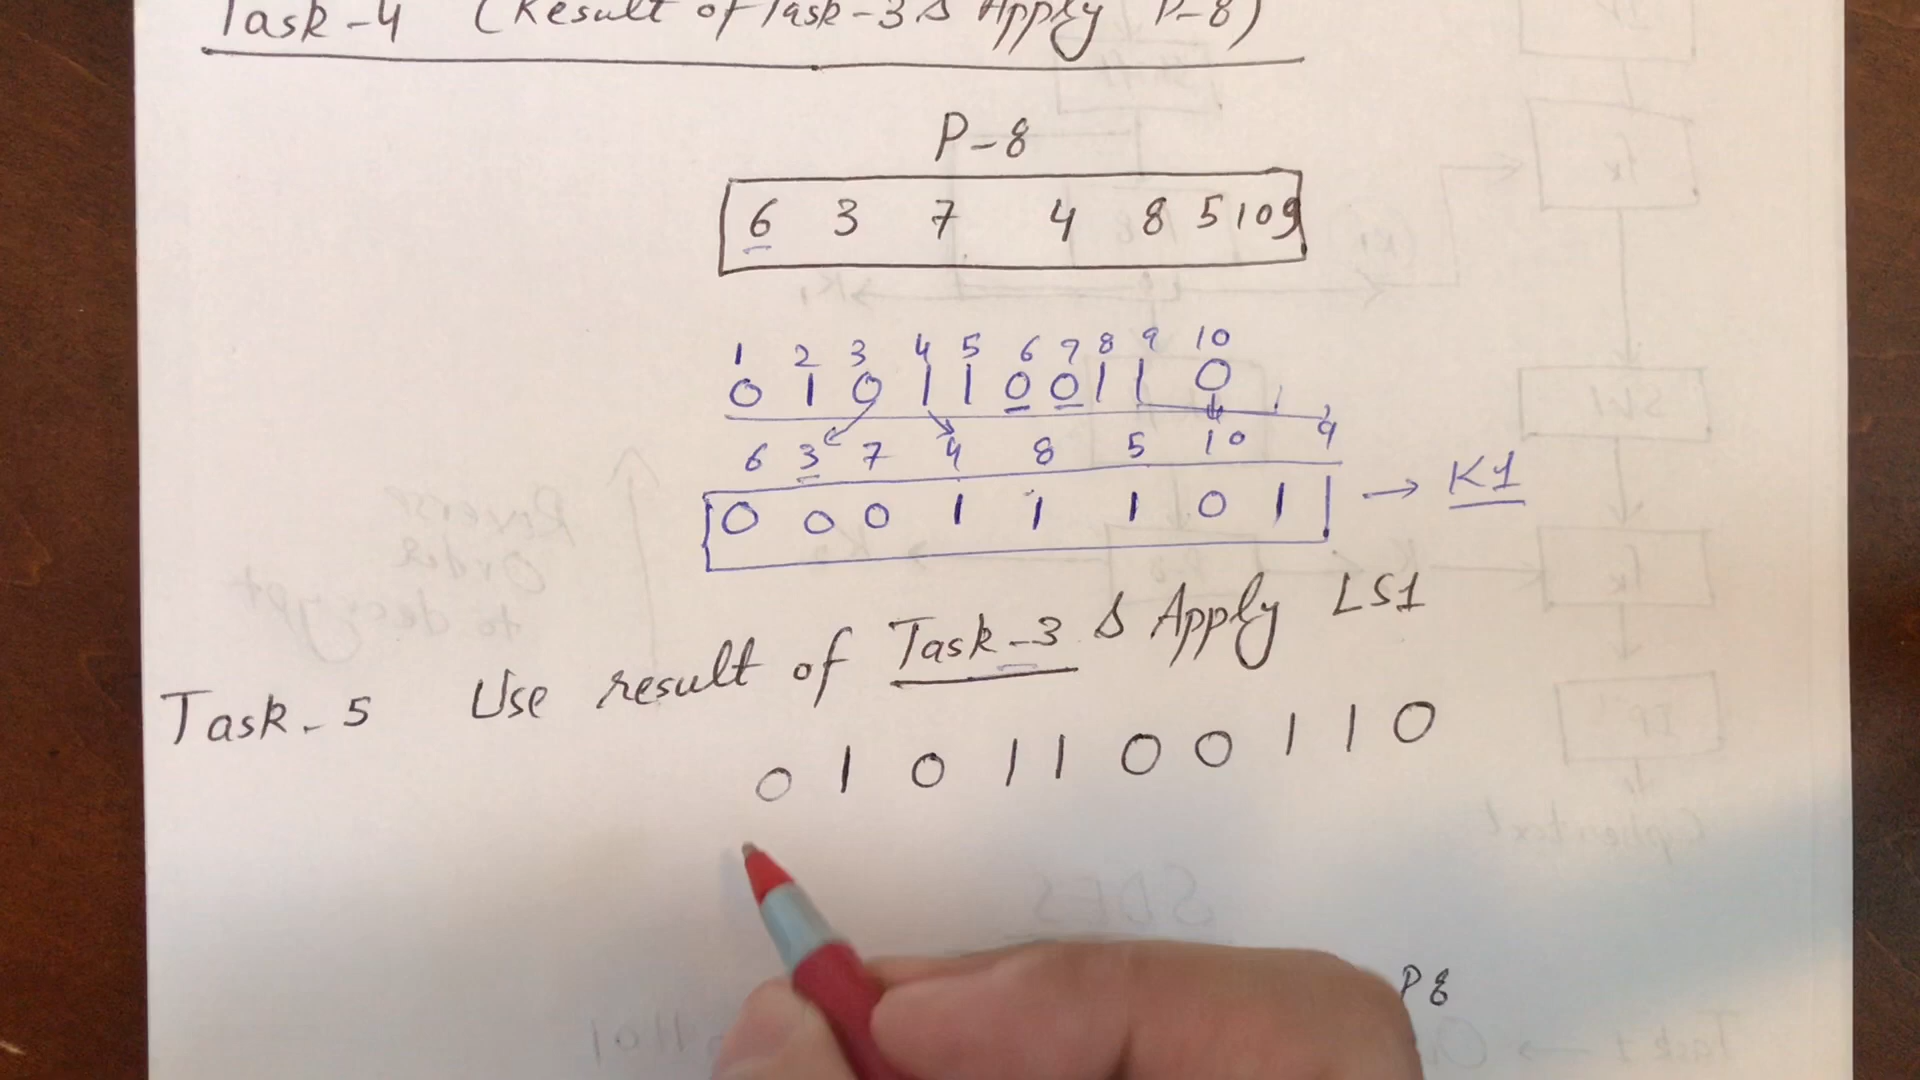 Task-4 (Result of Task-3 & Apply P-8)
P-8
6 3 7 4 8 5 10 9
1 2 3 4 5 6 7 8 9 10
0 1 0 1 1 0 0 1 1 0
6 3 7 4 8 5 10 9
0 0 0 1 1 1 0 1 → K1
Task-5 Use result of Task-3 & Apply LS1
0 1 0 1 1 0 0 1 1 0
P8